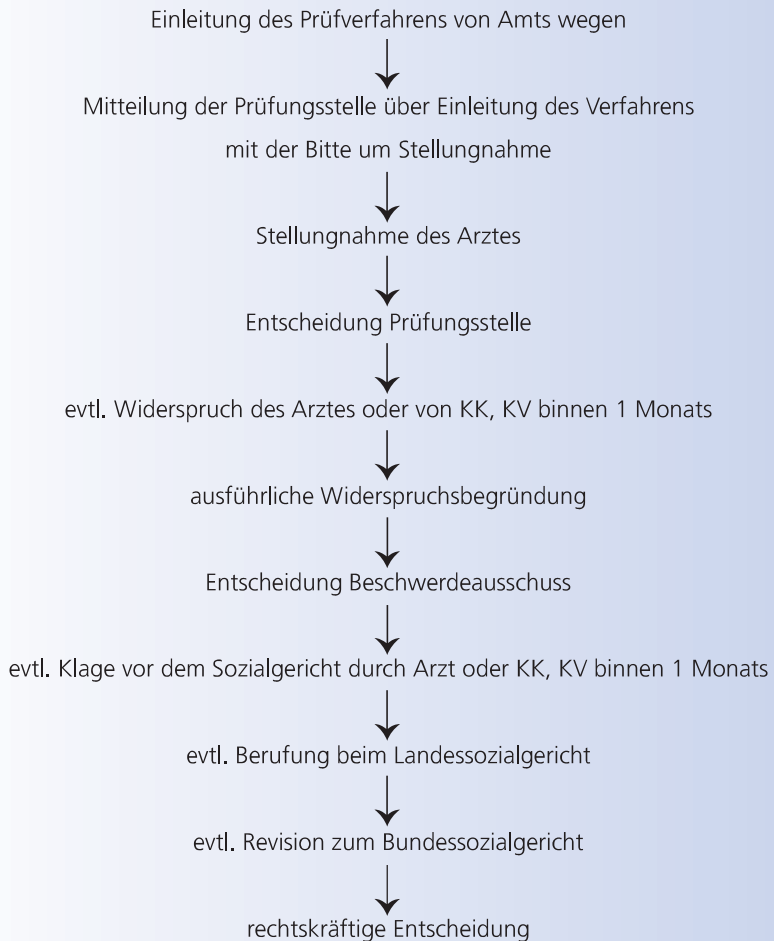 Einleitung des Prüfverfahrens von Amts wegen
Mitteilung der Prüfungsstelle über Einleitung des Verfahrens
mit der Bitte um Stellungnahme
Stellungnahme des Arztes
Entscheidung Prüfungsstelle
evtl. Widerspruch des Arztes oder von KK, KV binnen 1 Monats
ausführliche Widerspruchsbegründung
Entscheidung Beschwerdeausschuss
evtl. Klage vor dem Sozialgericht durch Arzt oder KK, KV binnen 1 Monats
evtl. Berufung beim Landessozialgericht
evtl. Revision zum Bundessozialgericht
rechtskräftige Entscheidung